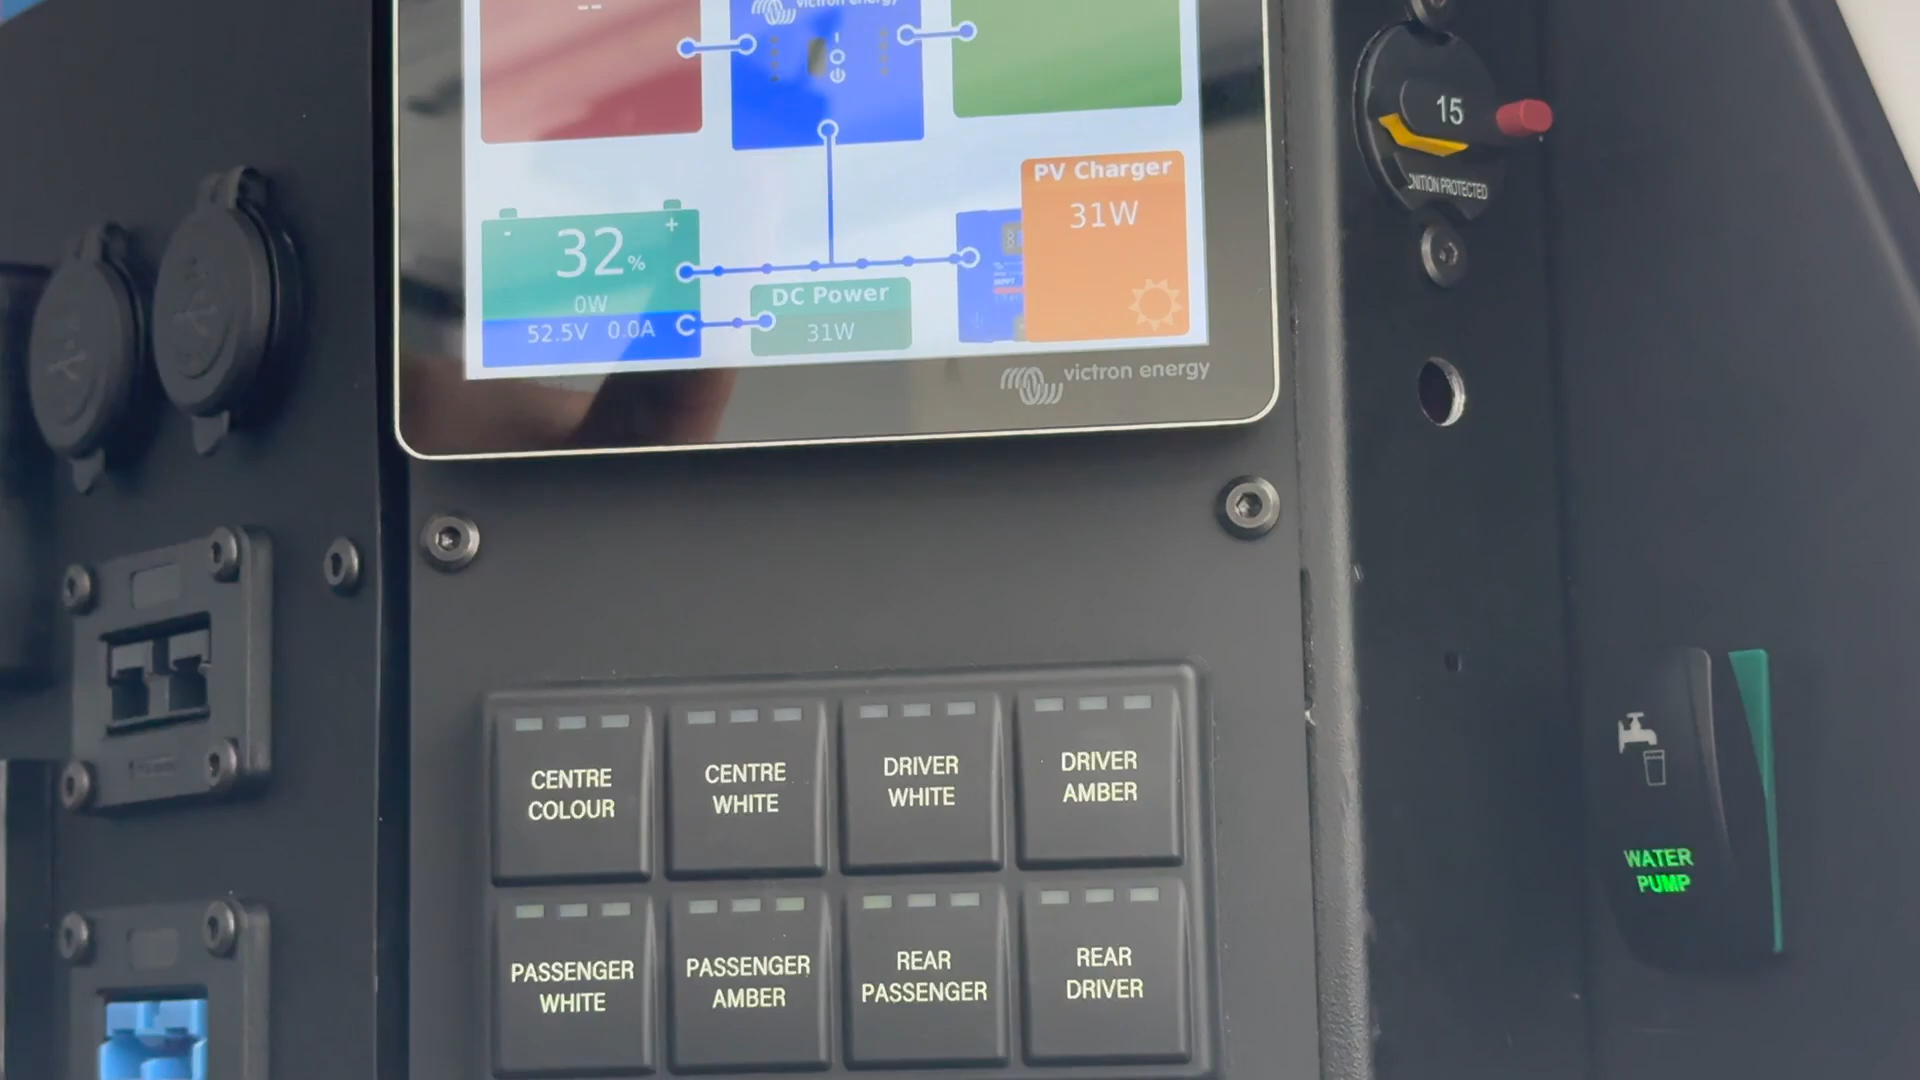 --
victron energy
15
IGNITION PROTECTED
PV Charger
31W
32%
0W
52.5V 0.0A
DC Power
31W
victron energy
CENTRE
COLOUR
CENTRE
WHITE
DRIVER
WHITE
DRIVER
AMBER
PASSENGER
WHITE
PASSENGER
AMBER
REAR
PASSENGER
REAR
DRIVER
WATER
PUMP